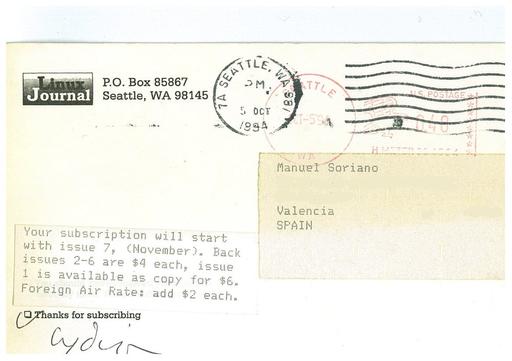 Linux
Journal
P.O. Box 85867
Seattle, WA 98145
SEATTLE, WA 981
PM
5 OCT
1994
SEATTLE
WA
U.S. POSTAGE
0.40
Manuel Soriano
Valencia
SPAIN
Your subscription will start
with issue 7, (November). Back
issues 2-6 are $4 each, issue
1 is available as copy for $6.
Foreign Air Rate: add $2 each.
Thanks for subscribing